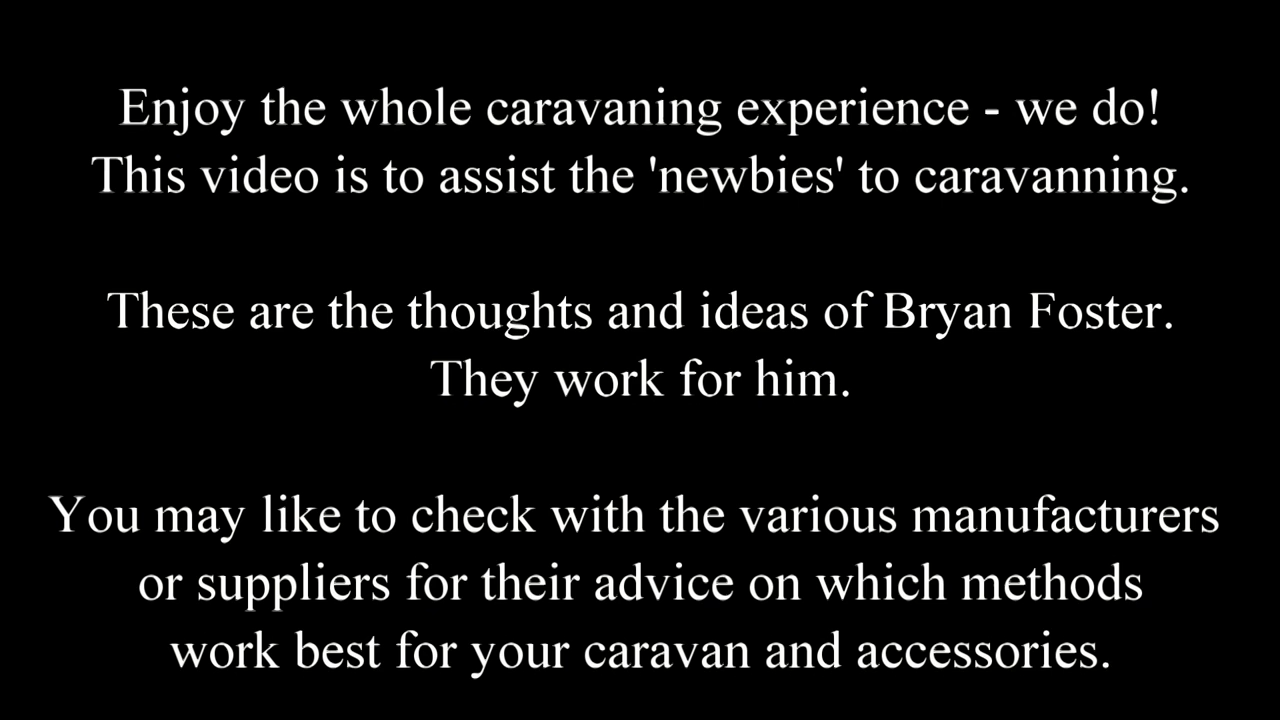 Enjoy the whole caravaning experience - we do!
This video is to assist the 'newbies' to caravanning.
These are the thoughts and ideas of Bryan Foster.
They work for him.
You may like to check with the various manufacturers
or suppliers for their advice on which methods
work best for your caravan and accessories.